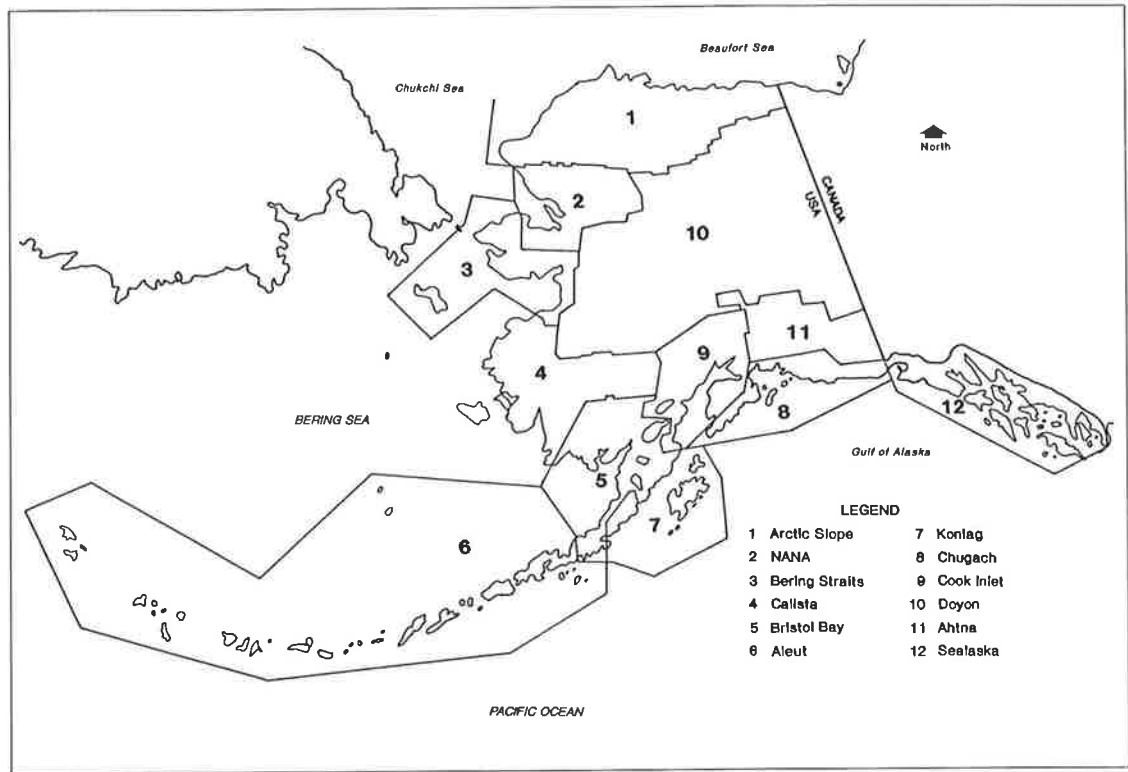 Beaufort Sea
Chukchi Sea
1
North
CANADA
USA
2
10
3
11
9
4
12
8
BERING SEA
Gulf of Alaska
5
7
6
LEGEND
1 Arctic Slope
2 NANA
3 Bering Straits
4 Calista
5 Bristol Bay
6 Aleut
7 Koniag
8 Chugach
9 Cook Inlet
10 Doyon
11 Ahtna
12 Sealaska
PACIFIC OCEAN